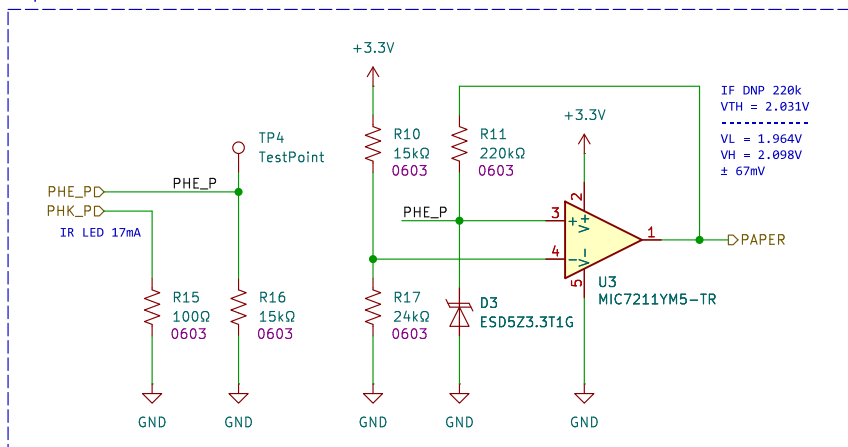 +3.3V
IF DNP 220k
VTH = 2.031V
-----------
VL = 1.964V
VH = 2.098V
± 67mV
+3.3V
TP4
TestPoint
R10
15kΩ
0603
R11
220kΩ
0603
PHE_P
PHE_P
PHK_P
IR LED 17mA
PHE_P
3
+
2
V+
4
-
V-
5
1
PAPER
U3
MIC7211YM5-TR
R15
100Ω
0603
R16
15kΩ
0603
R17
24kΩ
0603
D3
ESD5Z3.3T1G
GND
GND
GND
GND
GND